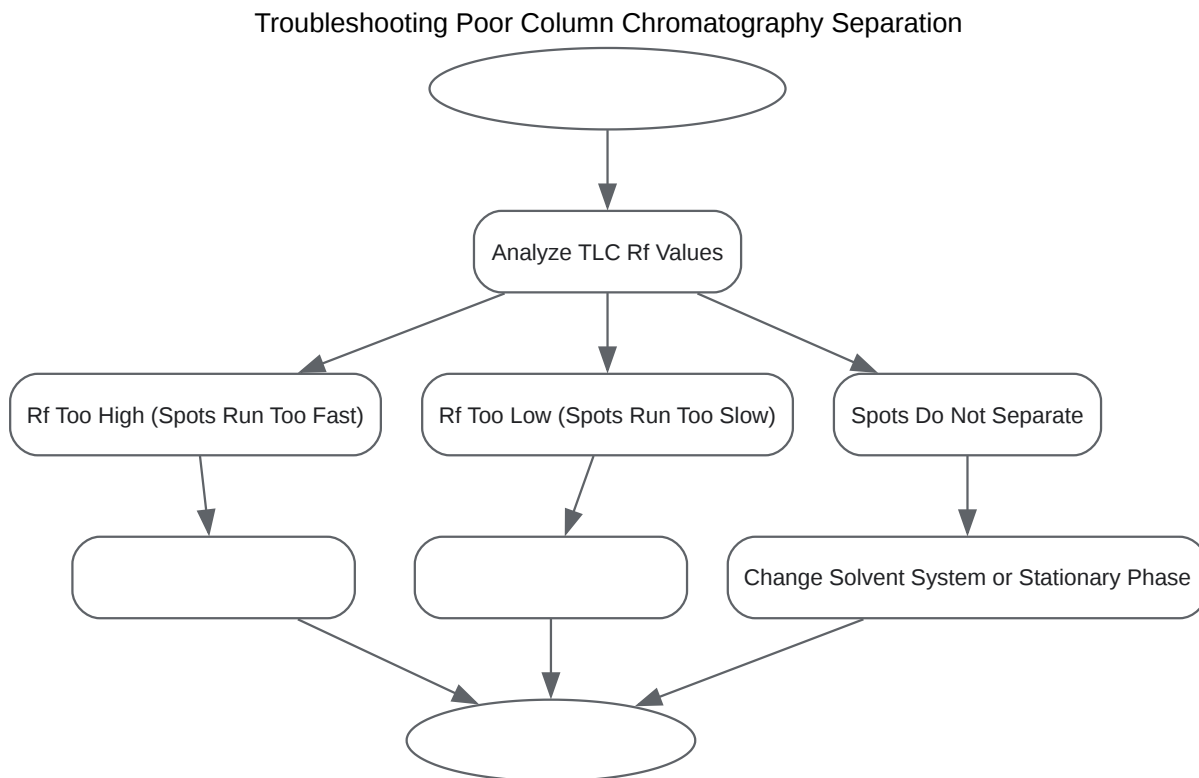 Troubleshooting Poor Column Chromatography Separation
Analyze TLC Rf Values
Rf Too High (Spots Run Too Fast)
Rf Too Low (Spots Run Too Slow)
Spots Do Not Separate
Change Solvent System or Stationary Phase